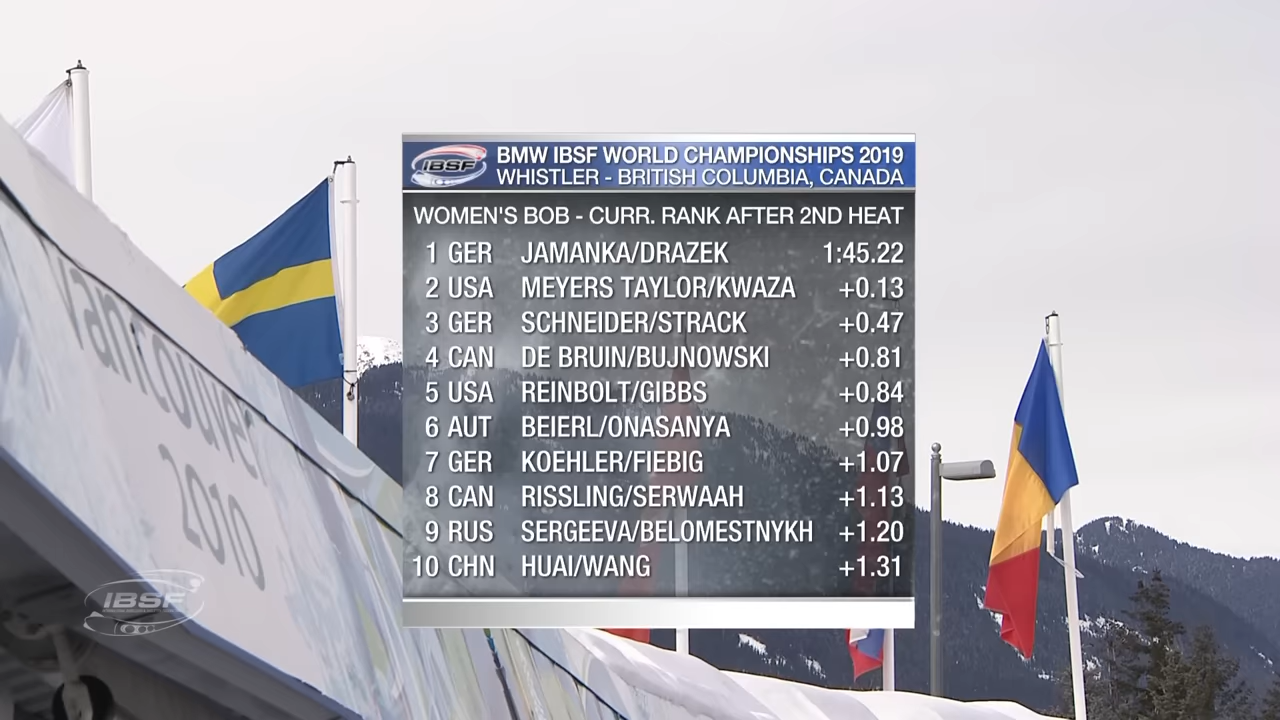 IBSF
BMW IBSF WORLD CHAMPIONSHIPS 2019
WHISTLER - BRITISH COLUMBIA, CANADA
WOMEN'S BOB - CURR. RANK AFTER 2ND HEAT
1 GER JAMANKA/DRAZEK 1:45.22
2 USA MEYERS TAYLOR/KWAZA +0.13
3 GER SCHNEIDER/STRACK +0.47
4 CAN DE BRUIN/BUJNOWSKI +0.81
5 USA REINBOLT/GIBBS +0.84
6 AUT BEIERL/ONASANYA +0.98
7 GER KOEHLER/FIEBIG +1.07
8 CAN RISSLING/SERWAAH +1.13
9 RUS SERGEEVA/BELOMESTNYKH +1.20
10 CHN HUAI/WANG +1.31
vancouver
2010
IBSF